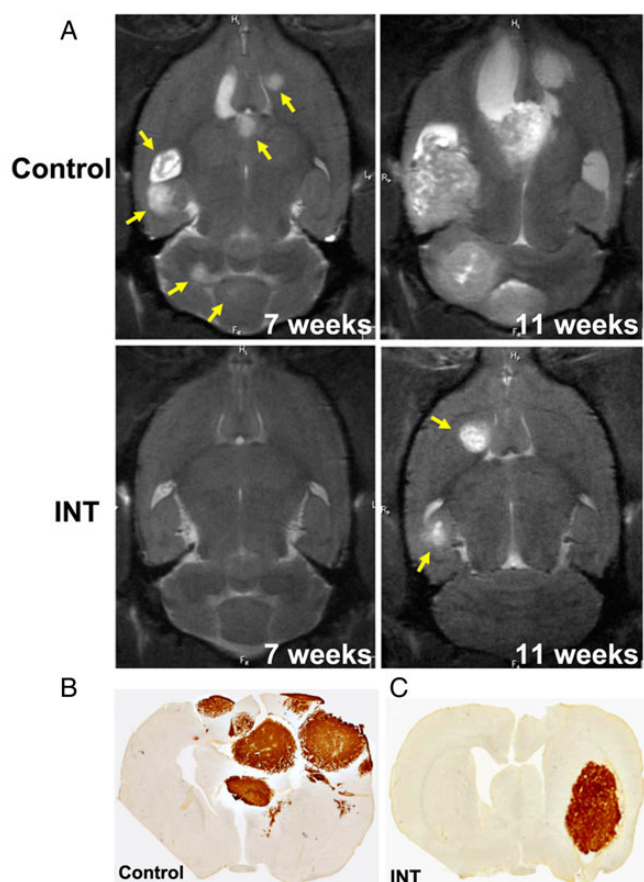 A
Control
7 weeks
11 weeks
INT
7 weeks
11 weeks
B
Control
C
INT